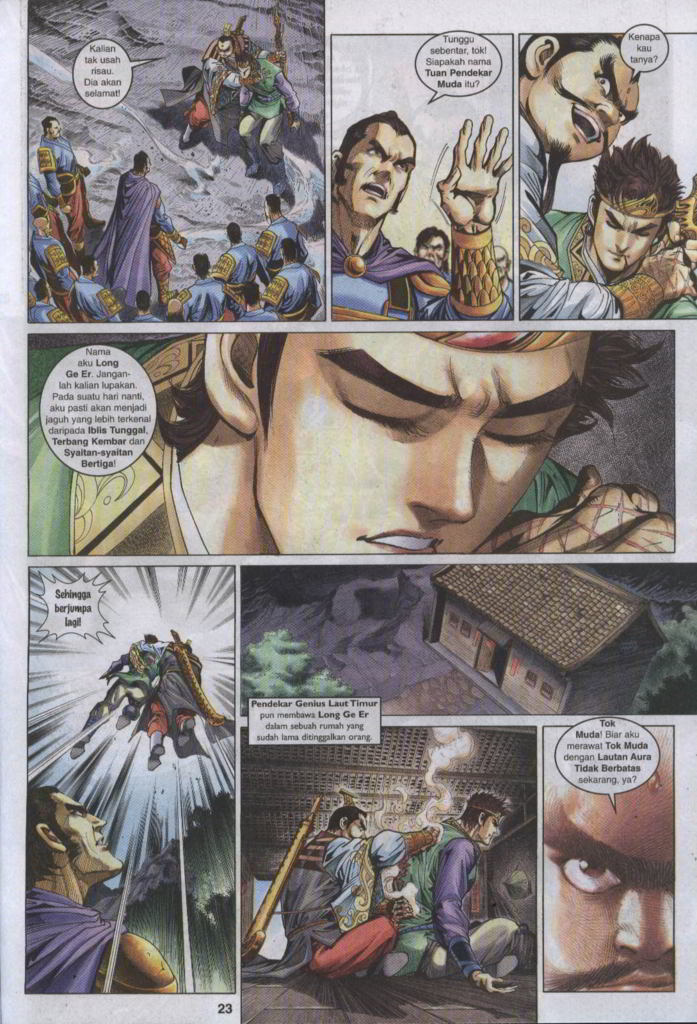 Kalian
tak usah
risau.
Dia akan
selamat!
Tunggu
sebentar, tok!
Siapakah nama
Tuan Pendekar
Muda itu?
Kenapa
kau
tanya?
Nama
aku Long
Ge Er. Jangan-
lah kalian lupakan.
Pada suatu hari nanti,
aku pasti akan menjadi
jaguh yang lebih terkenal
daripada Iblis Tunggal,
Terbang Kembar dan
Syaitan-syaitan
Bertiga!
Sehingga
berjumpa
lagi!
Pendekar Genius Laut Timur
pun membawa Long Ge Er
dalam sebuah rumah yang
sudah lama ditinggalkan orang.
Tok
Muda! Biar aku
merawat Tok Muda
dengan Lautan Aura
Tidak Berbatas
sekarang, ya?
23